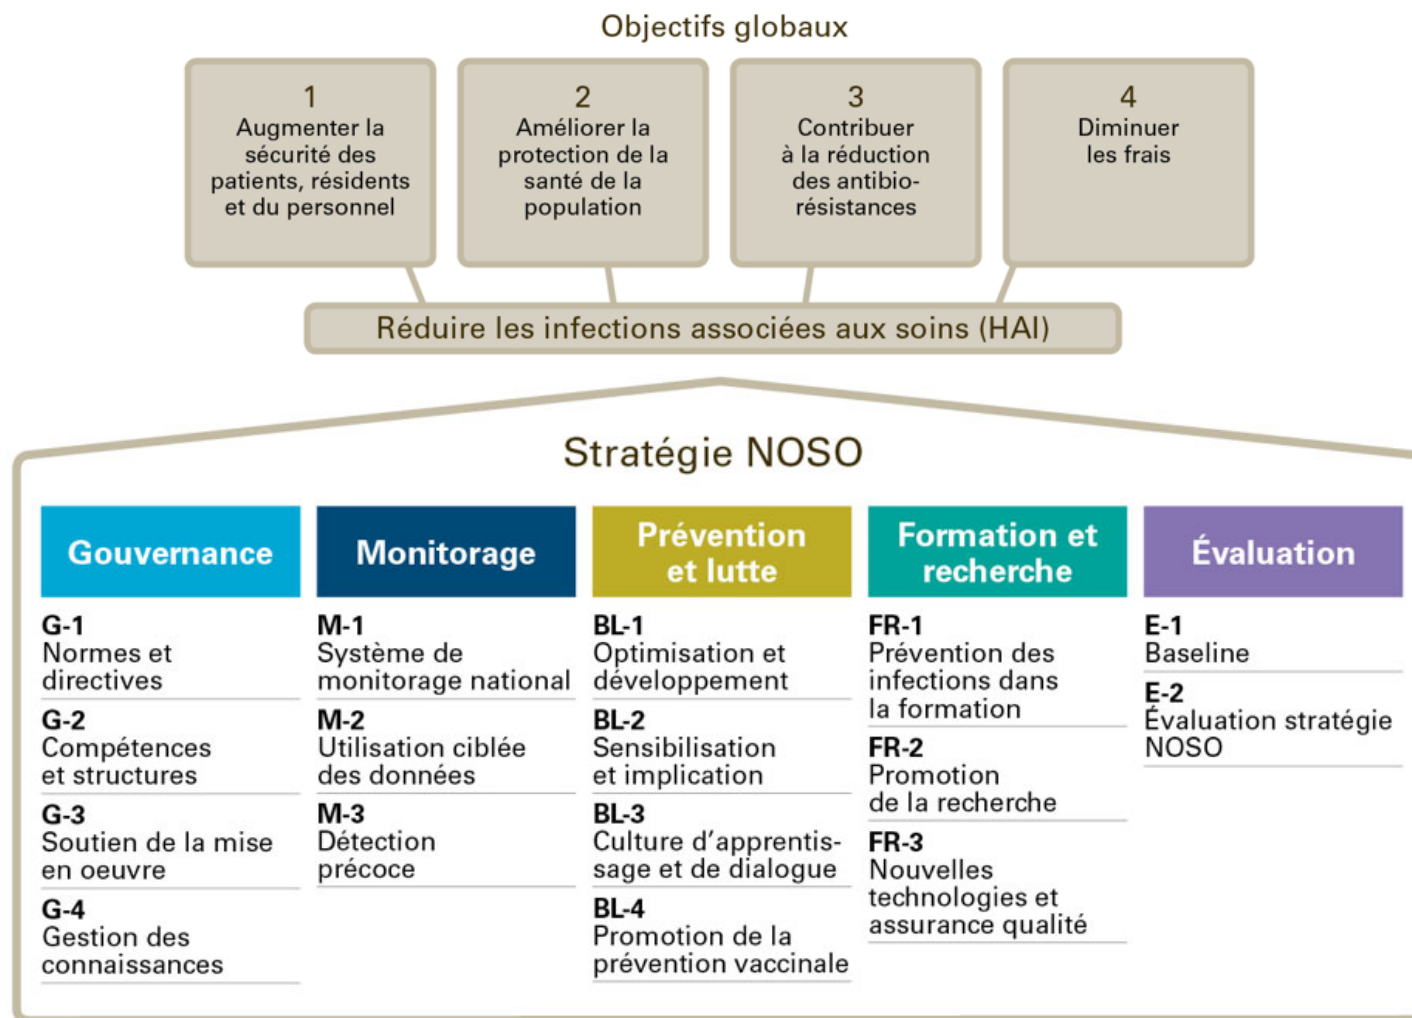 Objectifs globaux
1
Augmenter la
sécurité des
patients, résidents
et du personnel
2
Améliorer la
protection de la
santé de la
population
3
Contribuer
à la réduction
des antibio-
résistances
4
Diminuer
les frais
Réduire les infections associées aux soins (HAI)
Stratégie NOSO
Gouvernance
G-1
Normes et
directives
G-2
Compétences
et structures
G-3
Soutien de la mise
en oeuvre
G-4
Gestion des
connaissances
Monitorage
M-1
Système de
monitorage national
M-2
Utilisation ciblée
des données
M-3
Détection
précoce
Prévention
et lutte
BL-1
Optimisation et
développement
BL-2
Sensibilisation
et implication
BL-3
Culture d’apprentis-
sage et de dialogue
BL-4
Promotion de la
prévention vaccinale
Formation et
recherche
FR-1
Prévention des
infections dans
la formation
FR-2
Promotion
de la recherche
FR-3
Nouvelles
technologies et
assurance qualité
Évaluation
E-1
Baseline
E-2
Évaluation stratégie
NOSO